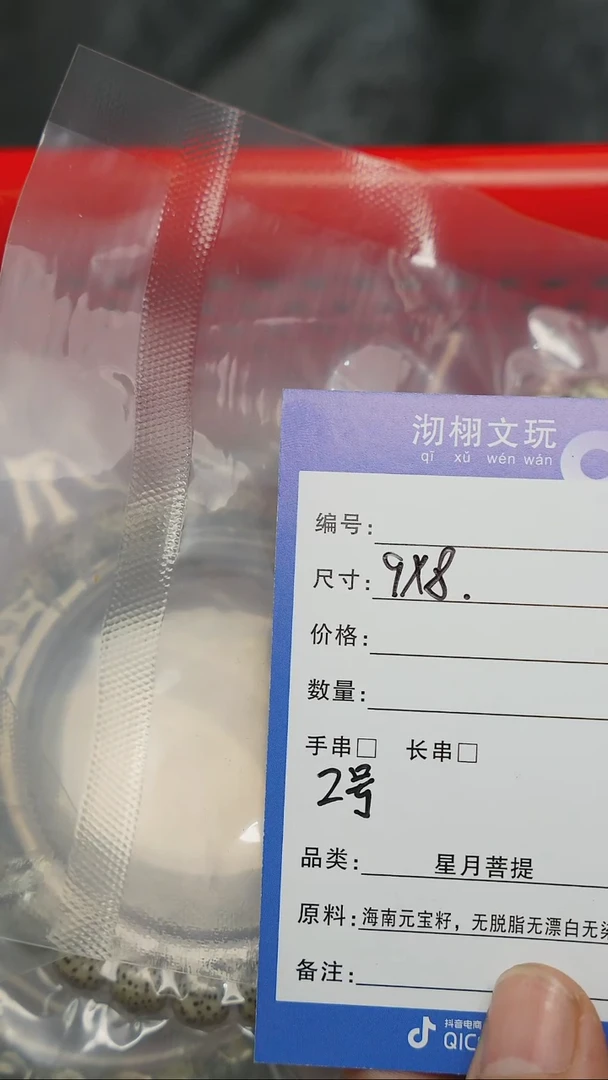 沏栩文玩
qī xǔ wén wán
编号:
尺寸: 9X8.
价格:
数量:
手串□ 长串□
2号
品类: 星月菩提
原料: 海南元宝籽，无脱脂无漂白无染
备注:
抖音电商
QIC